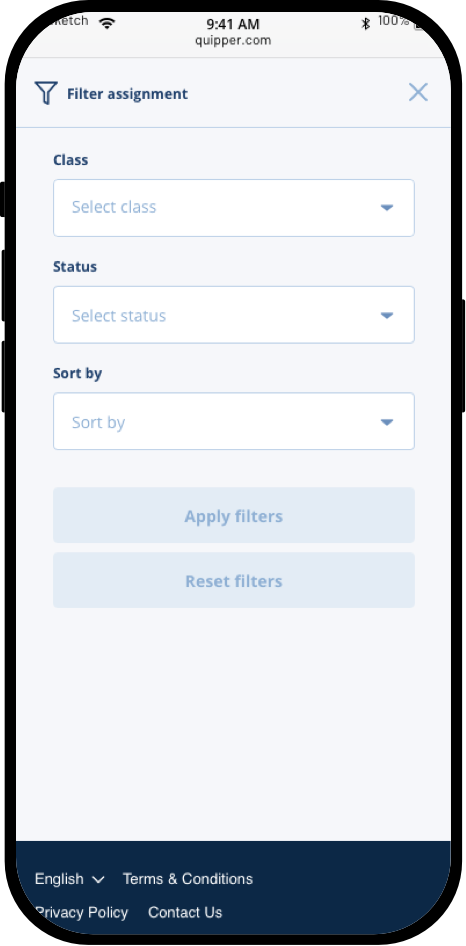 9:41 AM 100%
quipper.com
Filter assignment
Class
Select class
Status
Select status
Sort by
Sort by
Apply filters
Reset filters
English Terms & Conditions
Privacy Policy Contact Us